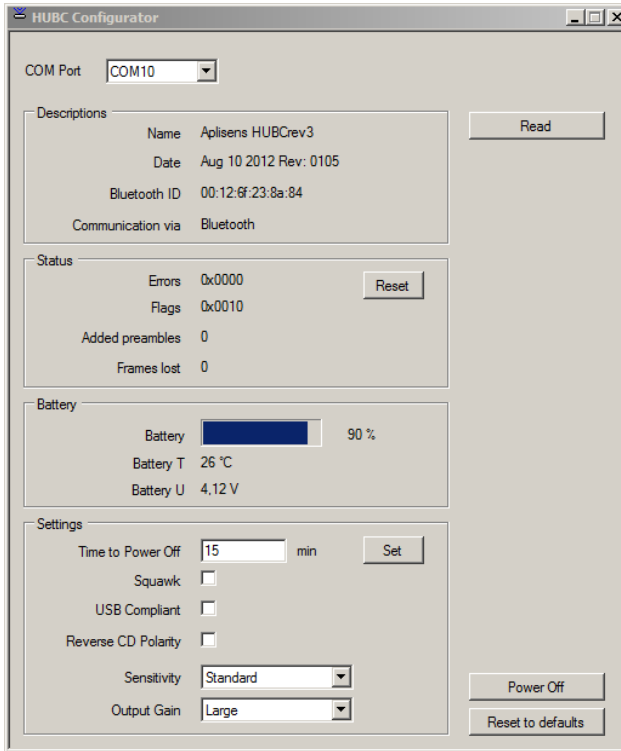 HUBC Configurator
COM Port COM10
Descriptions
Name Aplisens HUBCrev3
Read
Date Aug 10 2012 Rev: 0105
Bluetooth ID 00:12:6f:23:8a:84
Communication via Bluetooth
Status
Errors 0x0000
Reset
Flags 0x0010
Added preambles 0
Frames lost 0
Battery
Battery 90 %
Battery T 26 °C
Battery U 4,12 V
Settings
Time to Power Off 15 min Set
Squawk
USB Compliant
Reverse CD Polarity
Sensitivity Standard
Power Off
Output Gain Large
Reset to defaults